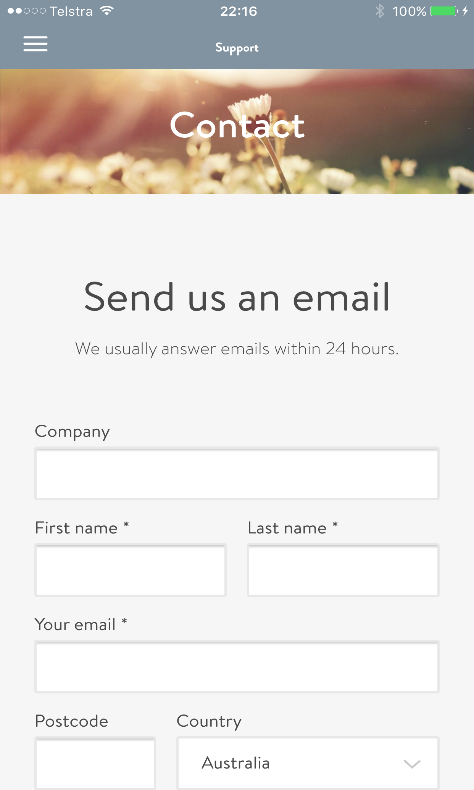 Telstra 22:16 100%
Support
Contact
Send us an email
We usually answer emails within 24 hours.
Company
First name * Last name *
Your email *
Postcode Country
Australia